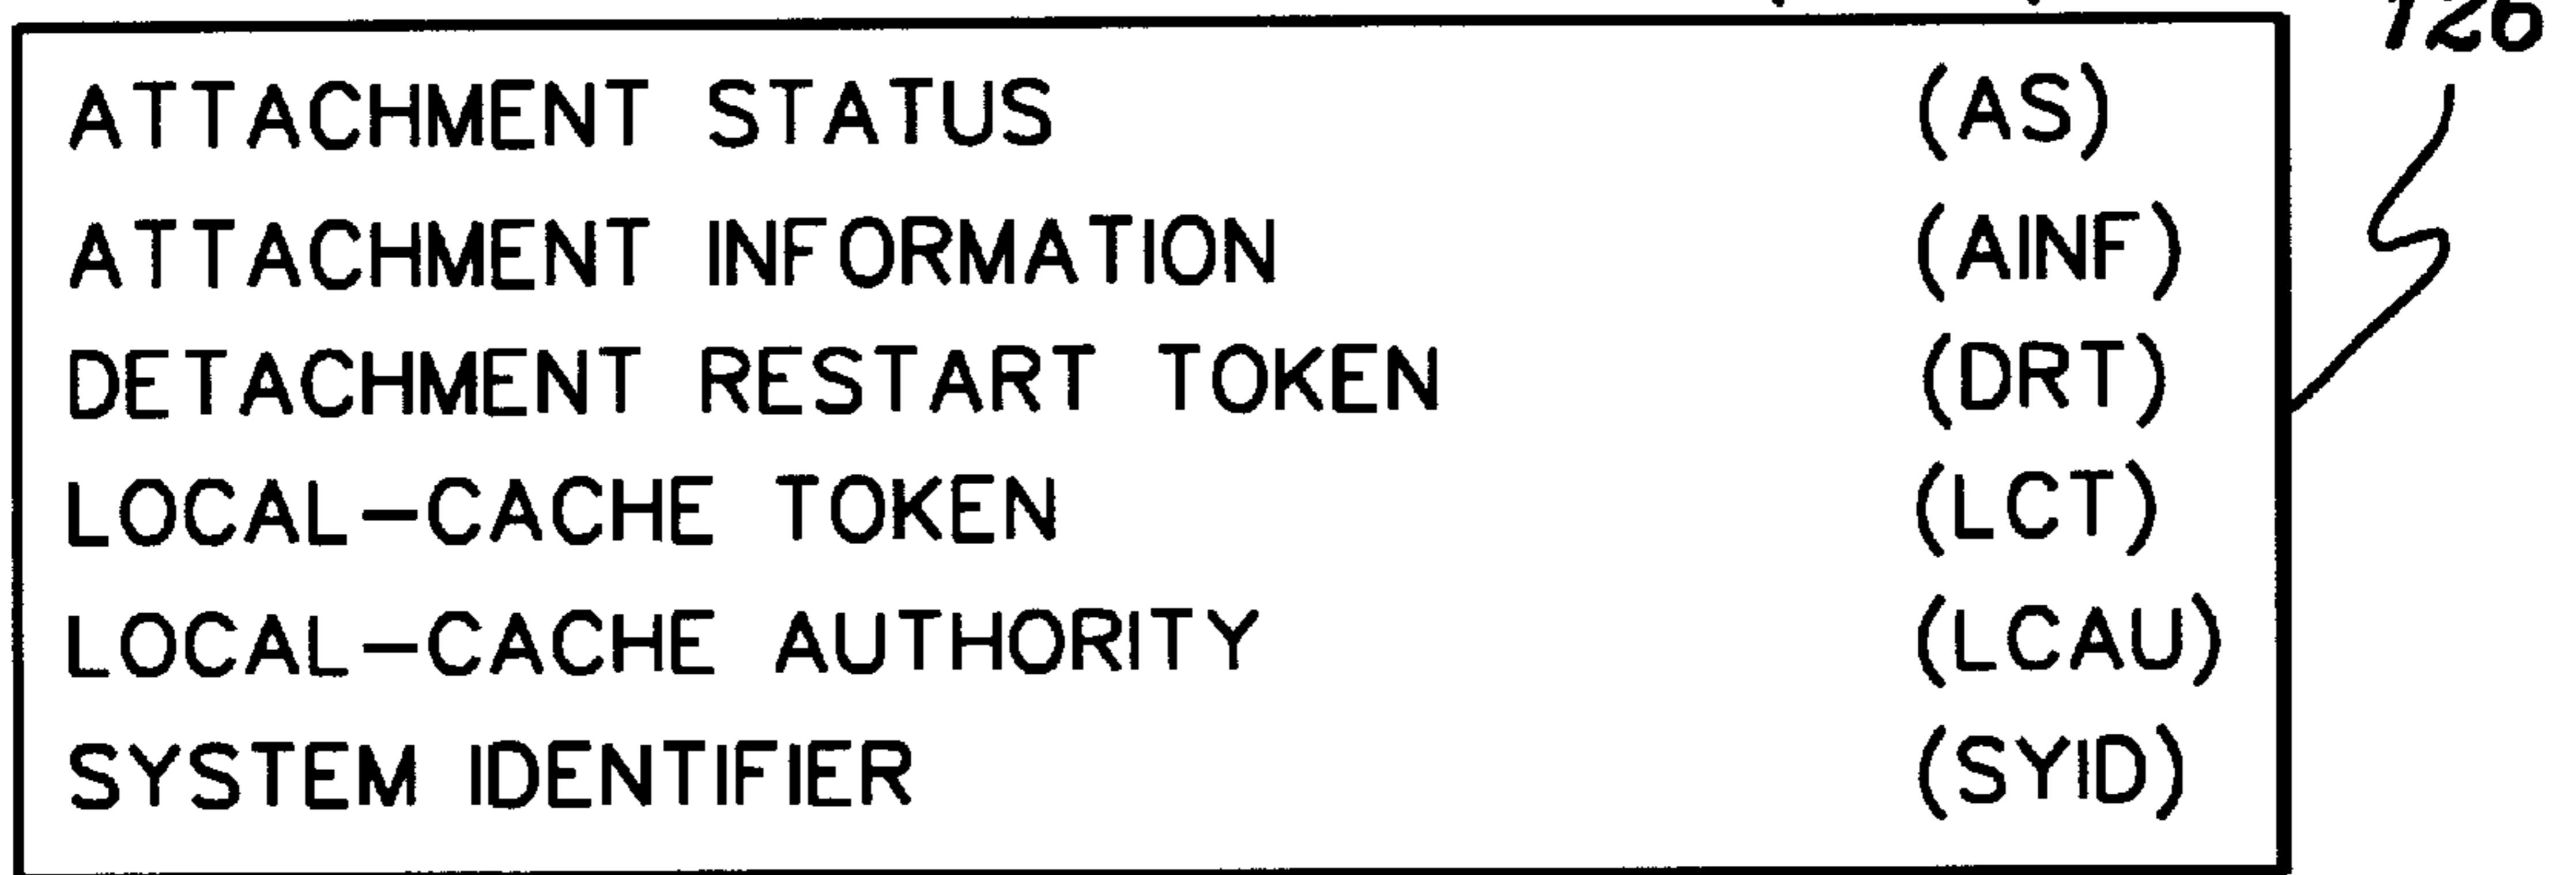 126
ATTACHMENT STATUS (AS)
ATTACHMENT INFORMATION (AINF)
DETACHMENT RESTART TOKEN (DRT)
LOCAL-CACHE TOKEN (LCT)
LOCAL-CACHE AUTHORITY (LCAU)
SYSTEM IDENTIFIER (SYID)